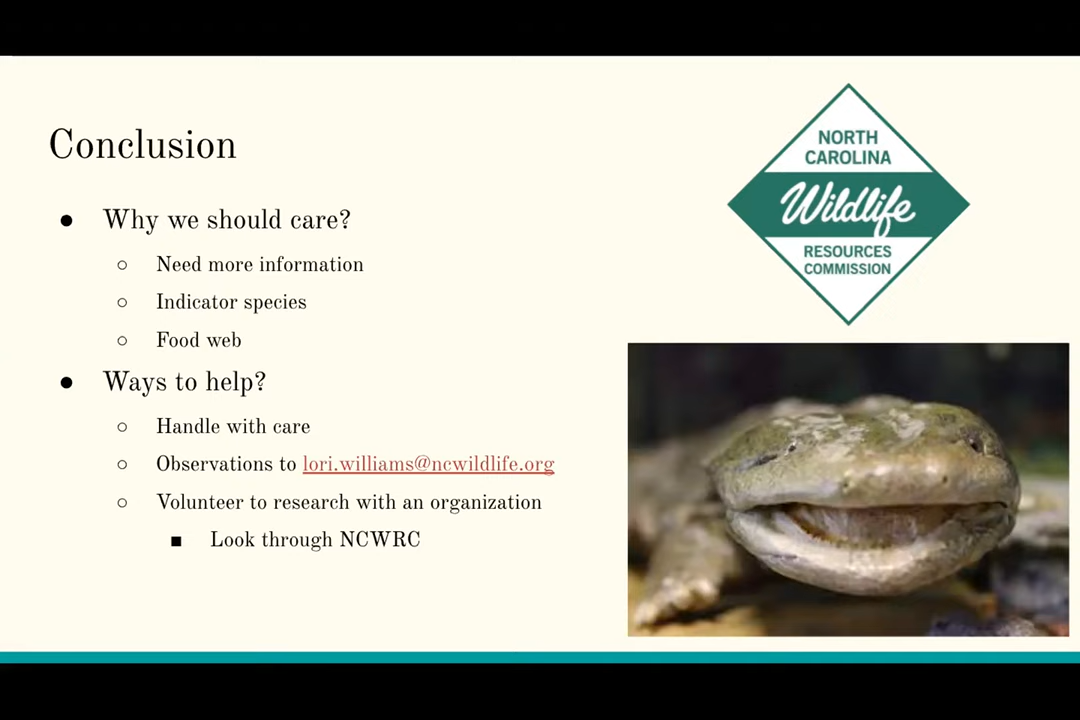 Conclusion
Why we should care?
Need more information
Indicator species
Food web
Ways to help?
Handle with care
Observations to lori.williams@ncwildlife.org
Volunteer to research with an organization
Look through NCWRC
NORTH
CAROLINA
Wildlife
RESOURCES
COMMISSION